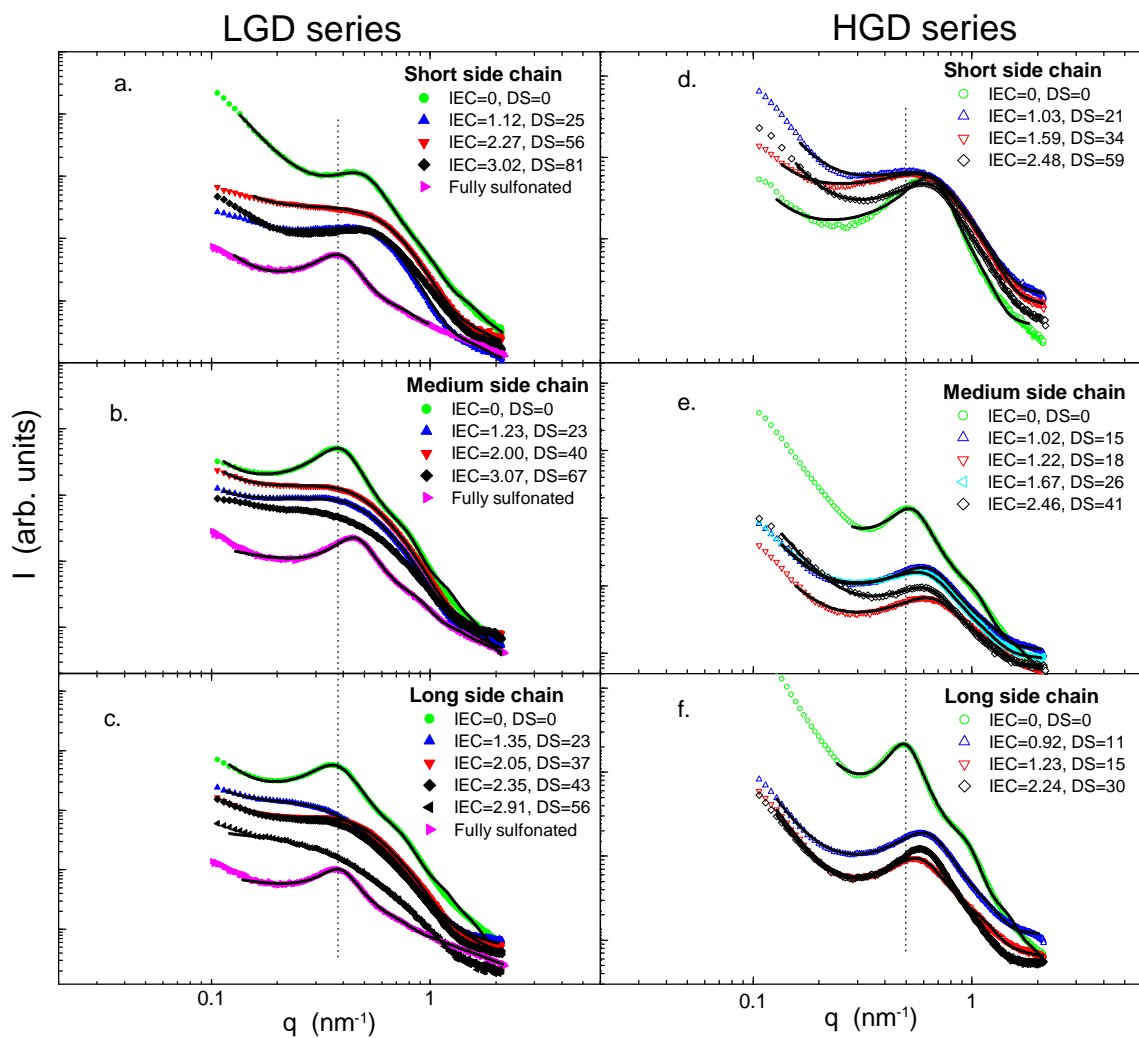 LGD series
HGD series
a.
Short side chain
IEC=0, DS=0
IEC=1.12, DS=25
IEC=2.27, DS=56
IEC=3.02, DS=81
Fully sulfonated
d.
Short side chain
IEC=0, DS=0
IEC=1.03, DS=21
IEC=1.59, DS=34
IEC=2.48, DS=59
b.
Medium side chain
IEC=0, DS=0
IEC=1.23, DS=23
IEC=2.00, DS=40
IEC=3.07, DS=67
Fully sulfonated
e.
Medium side chain
IEC=0, DS=0
IEC=1.02, DS=15
IEC=1.22, DS=18
IEC=1.67, DS=26
IEC=2.46, DS=41
I (arb. units)
c.
Long side chain
IEC=0, DS=0
IEC=1.35, DS=23
IEC=2.05, DS=37
IEC=2.35, DS=43
IEC=2.91, DS=56
Fully sulfonated
f.
Long side chain
IEC=0, DS=0
IEC=0.92, DS=11
IEC=1.23, DS=15
IEC=2.24, DS=30
0.1 1
0.1 1
q (nm⁻¹)
q (nm⁻¹)